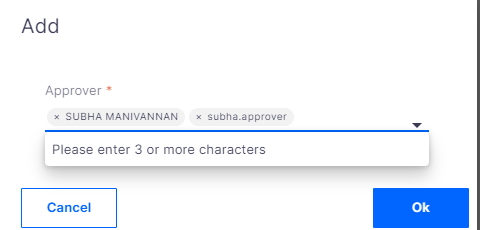 Add
Approver *
× SUBHA MANIVANNAN × subha.approver
Please enter 3 or more characters
Cancel Ok